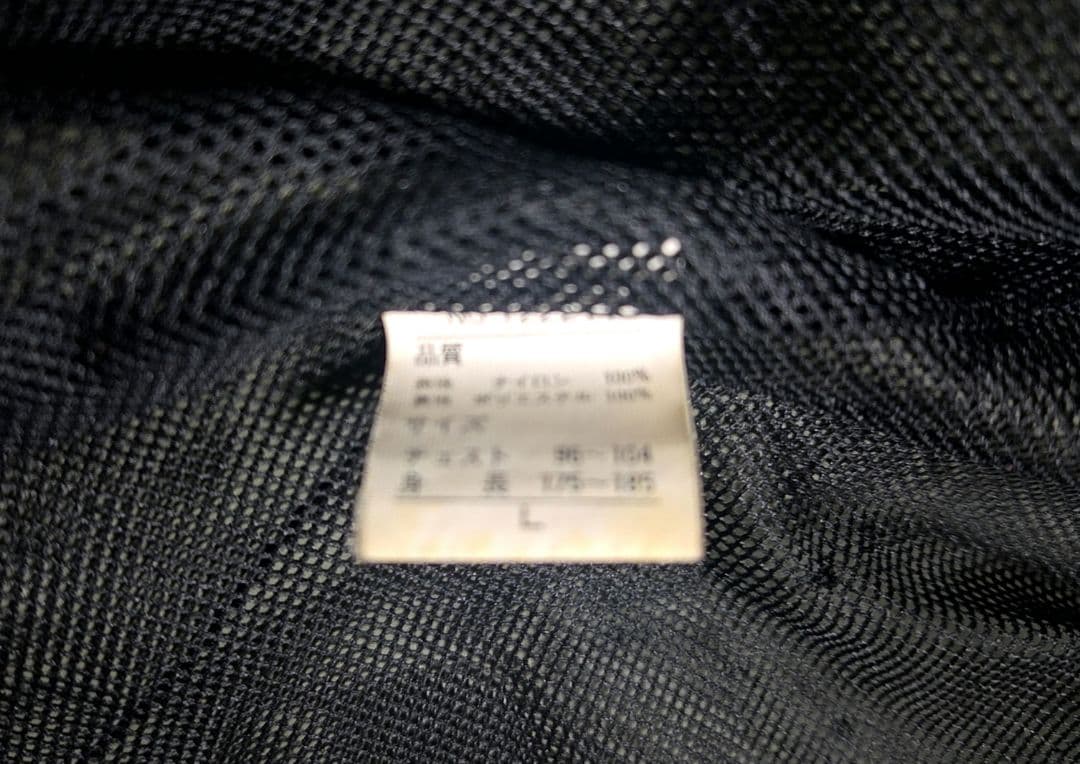 品質
ナイロン 100%
ポリエステル 100%
サイズ
チェスト 96〜104
身長 175〜185
L